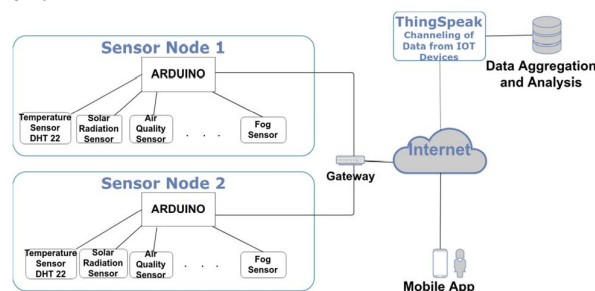 Sensor Node 1
ARDUINO
Temperature
Sensor
DHT 22
Solar
Radiation
Sensor
Air
Quality
Sensor
. . .
Fog
Sensor
Sensor Node 2
ARDUINO
Temperature
Sensor
DHT 22
Solar
Radiation
Sensor
Air
Quality
Sensor
. . .
Fog
Sensor
Gateway
Internet
ThingSpeak
Channeling of
Data from IOT
Devices
Data Aggregation
and Analysis
Mobile App